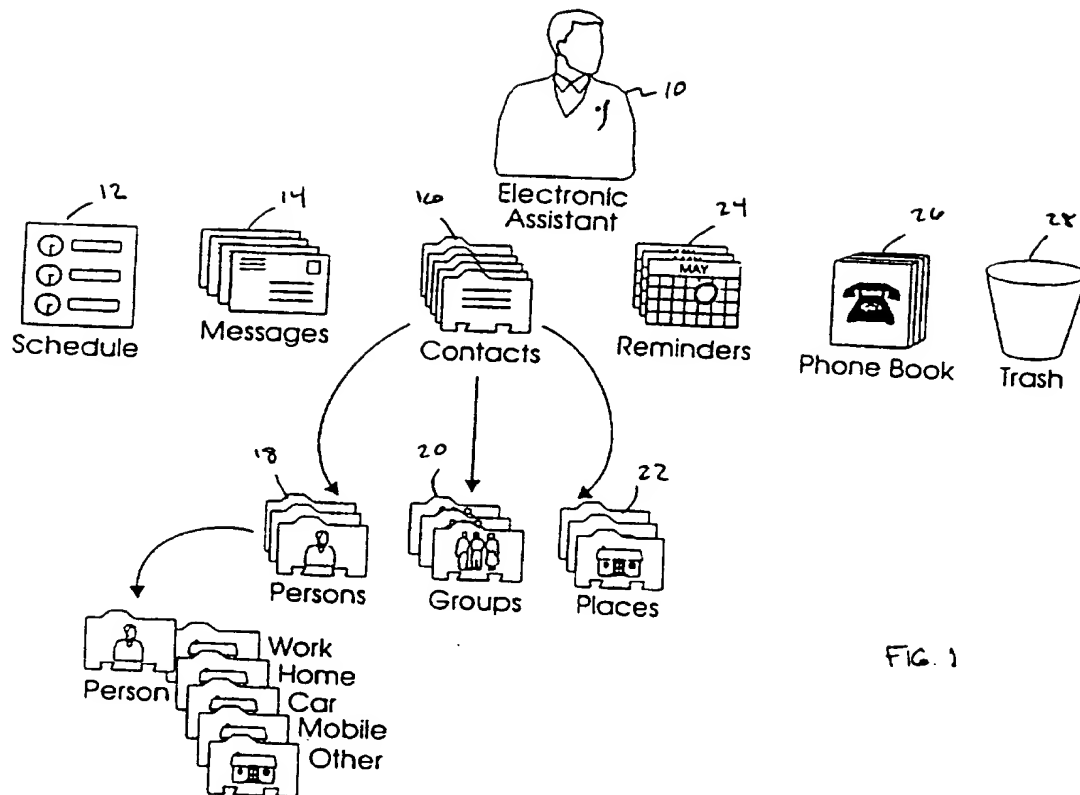 10
Electronic
Assistant
12
14
16
24
26
28
MAY
Schedule
Messages
Contacts
Reminders
Phone Book
Trash
18
20
22
Persons
Groups
Places
Person
Work
Home
Car
Mobile
Other
FIG. 1